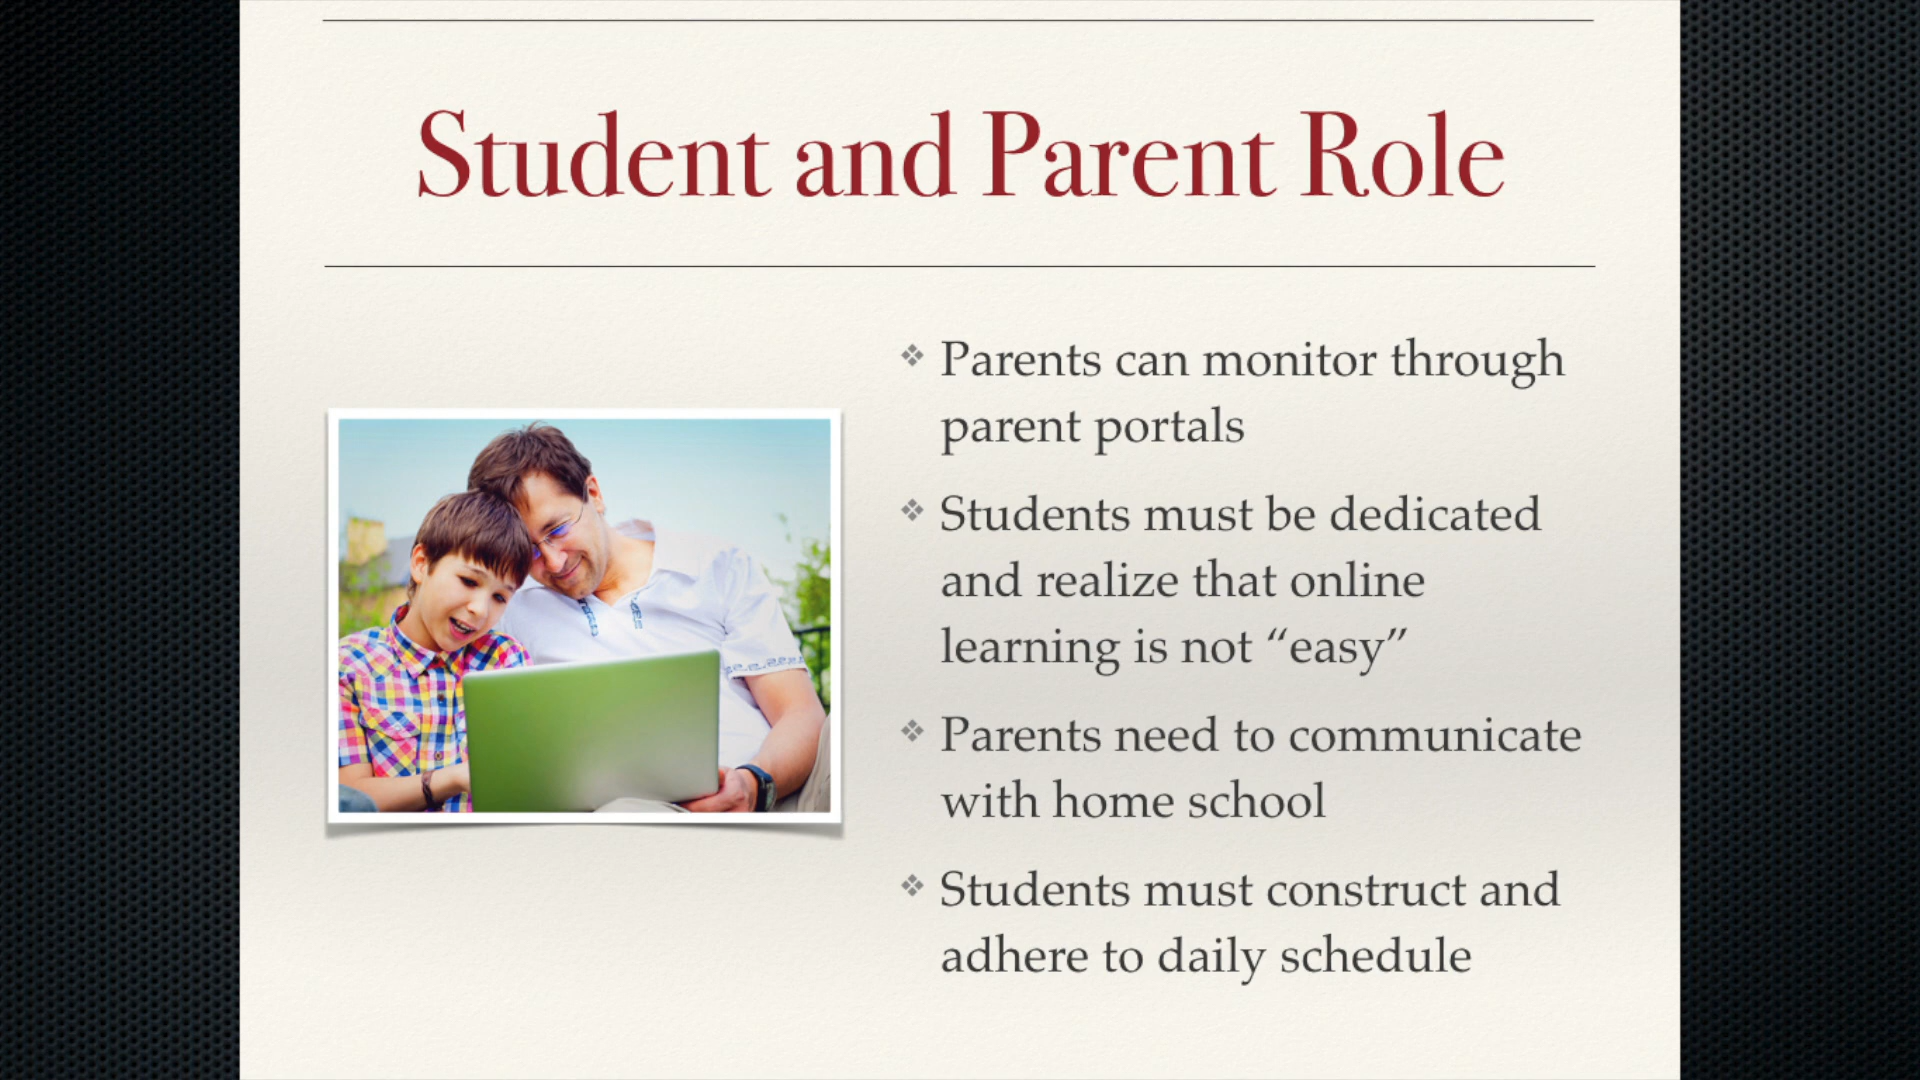 Student and Parent Role
Parents can monitor through
parent portals
Students must be dedicated
and realize that online
learning is not “easy”
Parents need to communicate
with home school
Students must construct and
adhere to daily schedule